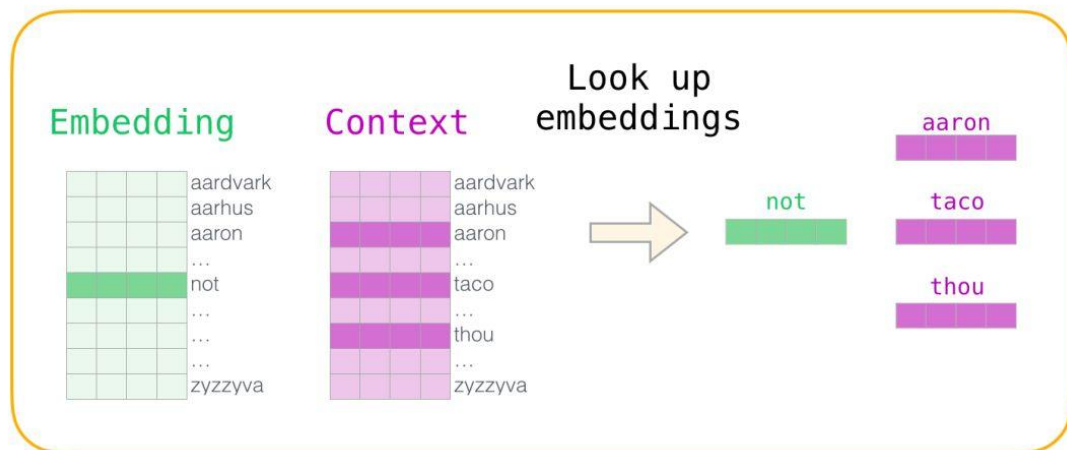 Embedding
aardvark
aarhus
aaron
...
not
...
...
...
zyzzyva
Context
aardvark
aarhus
aaron
...
taco
...
thou
...
zyzzyva
Look up
embeddings
not
aaron
taco
thou